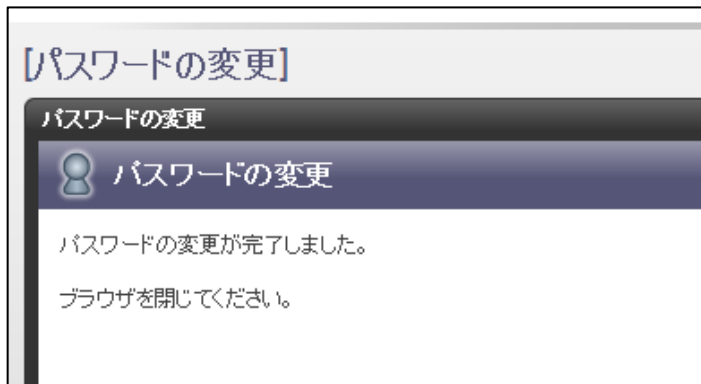 [パスワードの変更]
パスワードの変更
パスワードの変更
パスワードの変更が完了しました。
ブラウザを閉じてください。